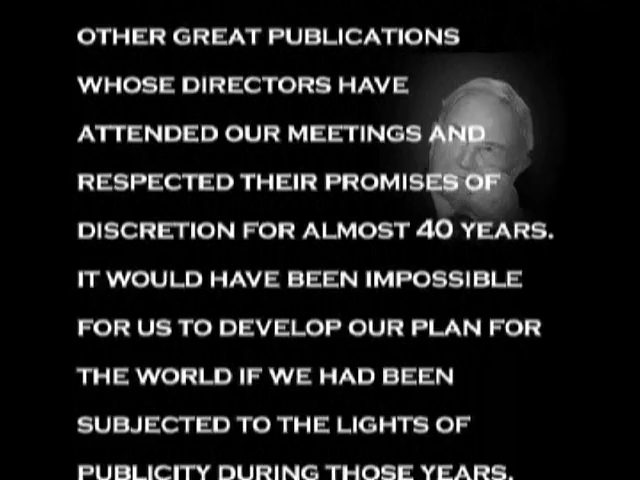 OTHER GREAT PUBLICATIONS
WHOSE DIRECTORS HAVE
ATTENDED OUR MEETINGS AND
RESPECTED THEIR PROMISES OF
DISCRETION FOR ALMOST 40 YEARS.
IT WOULD HAVE BEEN IMPOSSIBLE
FOR US TO DEVELOP OUR PLAN FOR
THE WORLD IF WE HAD BEEN
SUBJECTED TO THE LIGHTS OF
PUBLICITY DURING THOSE YEARS.